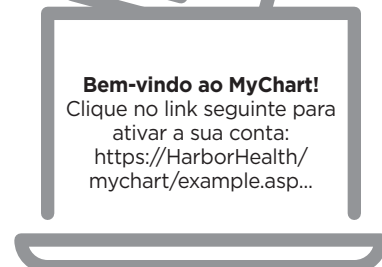 Bem-vindo ao MyChart!
Clique no link seguinte para
ativar a sua conta:
https://HarborHealth/
mychart/example.asp...